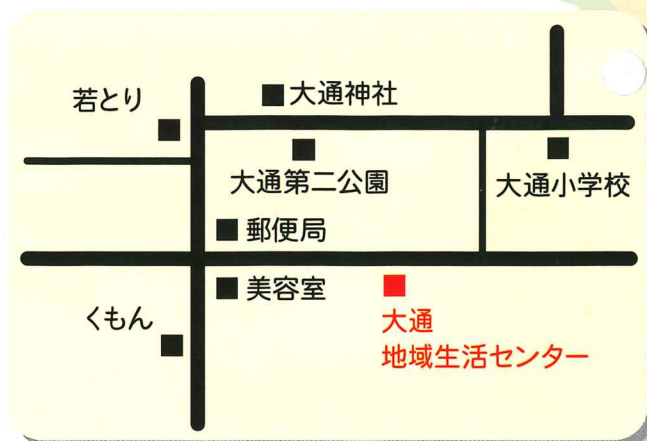 若とり
大通神社
大通第二公園
大通小学校
郵便局
美容室
くもん
大通
地域生活センター